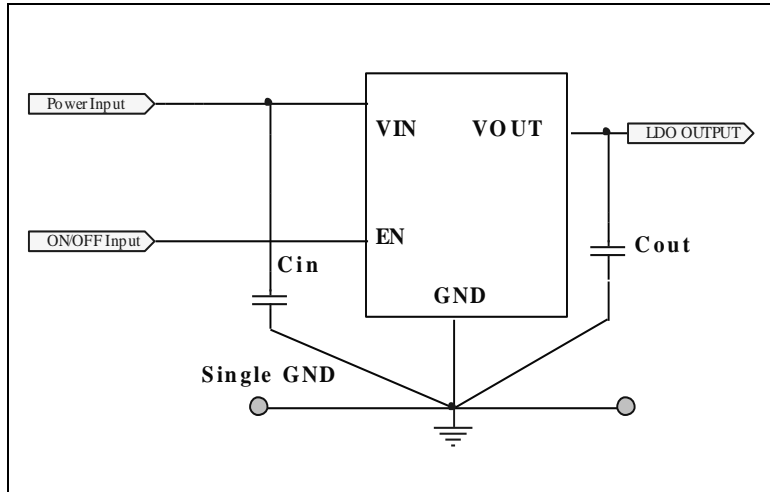 Power Input
VIN
VOUT
LDO OUTPUT
ON/OFF Input
EN
Cin
Cout
GND
Single GND